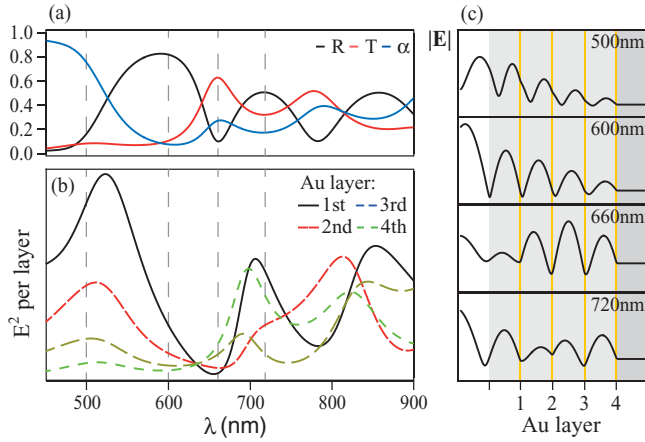 (a)
1.0
0.8
0.6
0.4
0.2
0.0
R T α
(b)
Au layer:
1st 3rd
2nd 4th
E² per layer
450 500 600 700 800 900
λ (nm)
(c)
|E|
500nm
600nm
660nm
720nm
1 2 3 4
Au layer